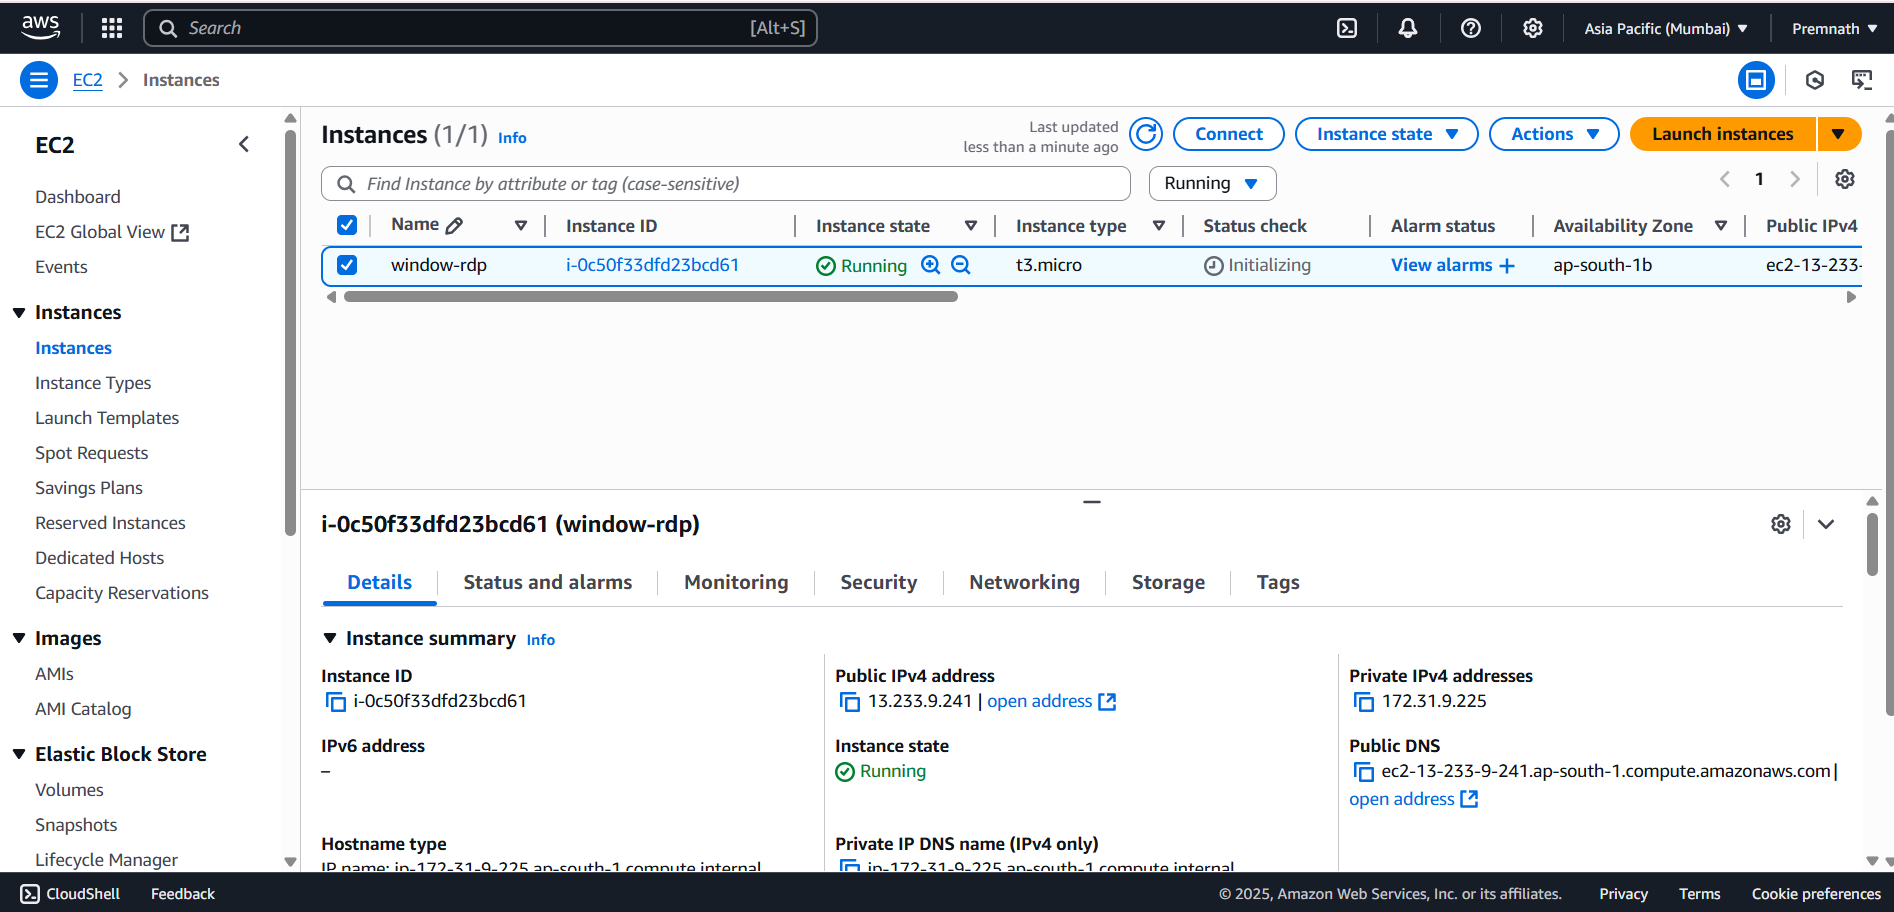 aws
Search [Alt+S]
Asia Pacific (Mumbai)
Premnath
EC2 Instances
EC2
Dashboard
EC2 Global View
Events
Instances
Instances
Instance Types
Launch Templates
Spot Requests
Savings Plans
Reserved Instances
Dedicated Hosts
Capacity Reservations
Images
AMIs
AMI Catalog
Elastic Block Store
Volumes
Snapshots
Lifecycle Manager
Instances (1/1) Info
Last updated
less than a minute ago
Connect
Instance state
Actions
Launch instances
Find Instance by attribute or tag (case-sensitive)
Running
1
Name Instance ID Instance state Instance type Status check Alarm status Availability Zone Public IPv4
window-rdp i-0c50f33dfd23bcd61 Running t3.micro Initializing View alarms + ap-south-1b ec2-13-233-
i-0c50f33dfd23bcd61 (window-rdp)
Details Status and alarms Monitoring Security Networking Storage Tags
Instance summary Info
Instance ID
i-0c50f33dfd23bcd61
Public IPv4 address
13.233.9.241 | open address
Private IPv4 addresses
172.31.9.225
IPv6 address
–
Instance state
Running
Public DNS
ec2-13-233-9-241.ap-south-1.compute.amazonaws.com |
open address
Hostname type
IP name: ip-172-31-9-225.ap-south-1.compute.internal
Private IP DNS name (IPv4 only)
ip-172-31-9-225.ap-south-1.compute.internal
CloudShell Feedback
© 2025, Amazon Web Services, Inc. or its affiliates. Privacy Terms Cookie preferences